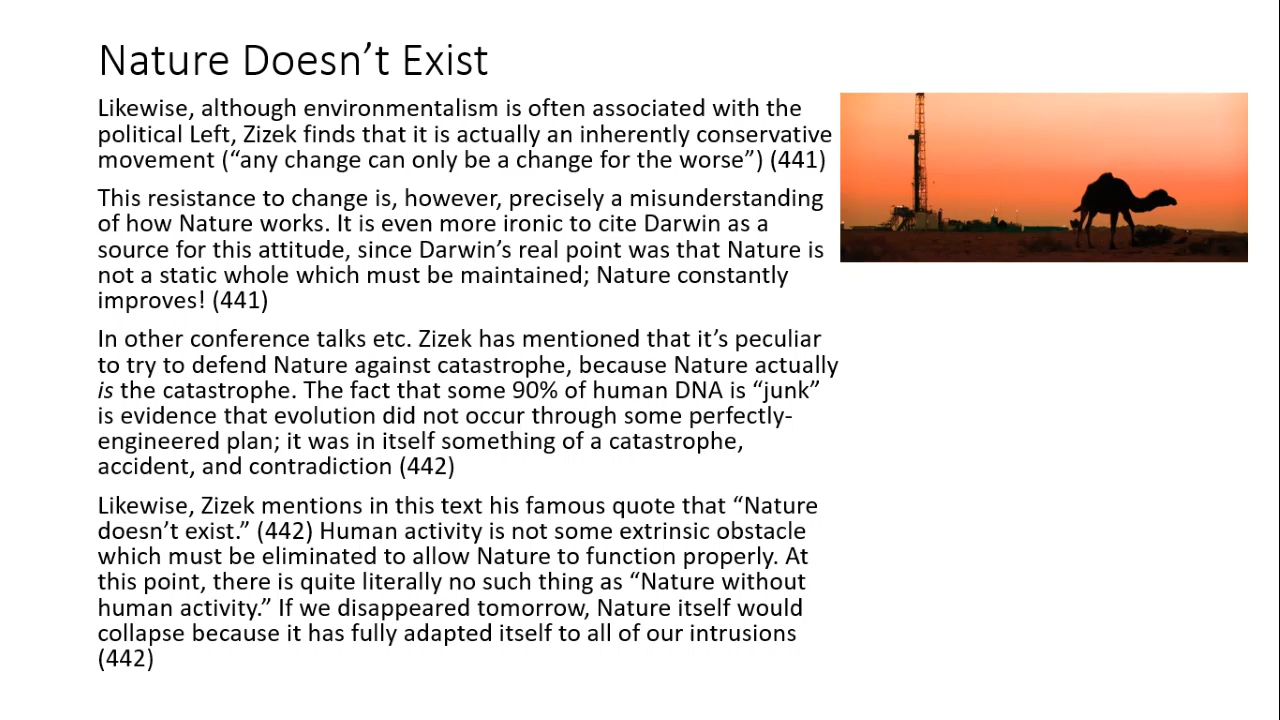 Nature Doesn’t Exist
Likewise, although environmentalism is often associated with the
political Left, Zizek finds that it is actually an inherently conservative
movement (“any change can only be a change for the worse”) (441)
This resistance to change is, however, precisely a misunderstanding
of how Nature works. It is even more ironic to cite Darwin as a
source for this attitude, since Darwin’s real point was that Nature is
not a static whole which must be maintained; Nature constantly
improves! (441)
In other conference talks etc. Zizek has mentioned that it’s peculiar
to try to defend Nature against catastrophe, because Nature actually
is the catastrophe. The fact that some 90% of human DNA is “junk”
is evidence that evolution did not occur through some perfectly-
engineered plan; it was in itself something of a catastrophe,
accident, and contradiction (442)
Likewise, Zizek mentions in this text his famous quote that “Nature
doesn’t exist.” (442) Human activity is not some extrinsic obstacle
which must be eliminated to allow Nature to function properly. At
this point, there is quite literally no such thing as “Nature without
human activity.” If we disappeared tomorrow, Nature itself would
collapse because it has fully adapted itself to all of our intrusions
(442)